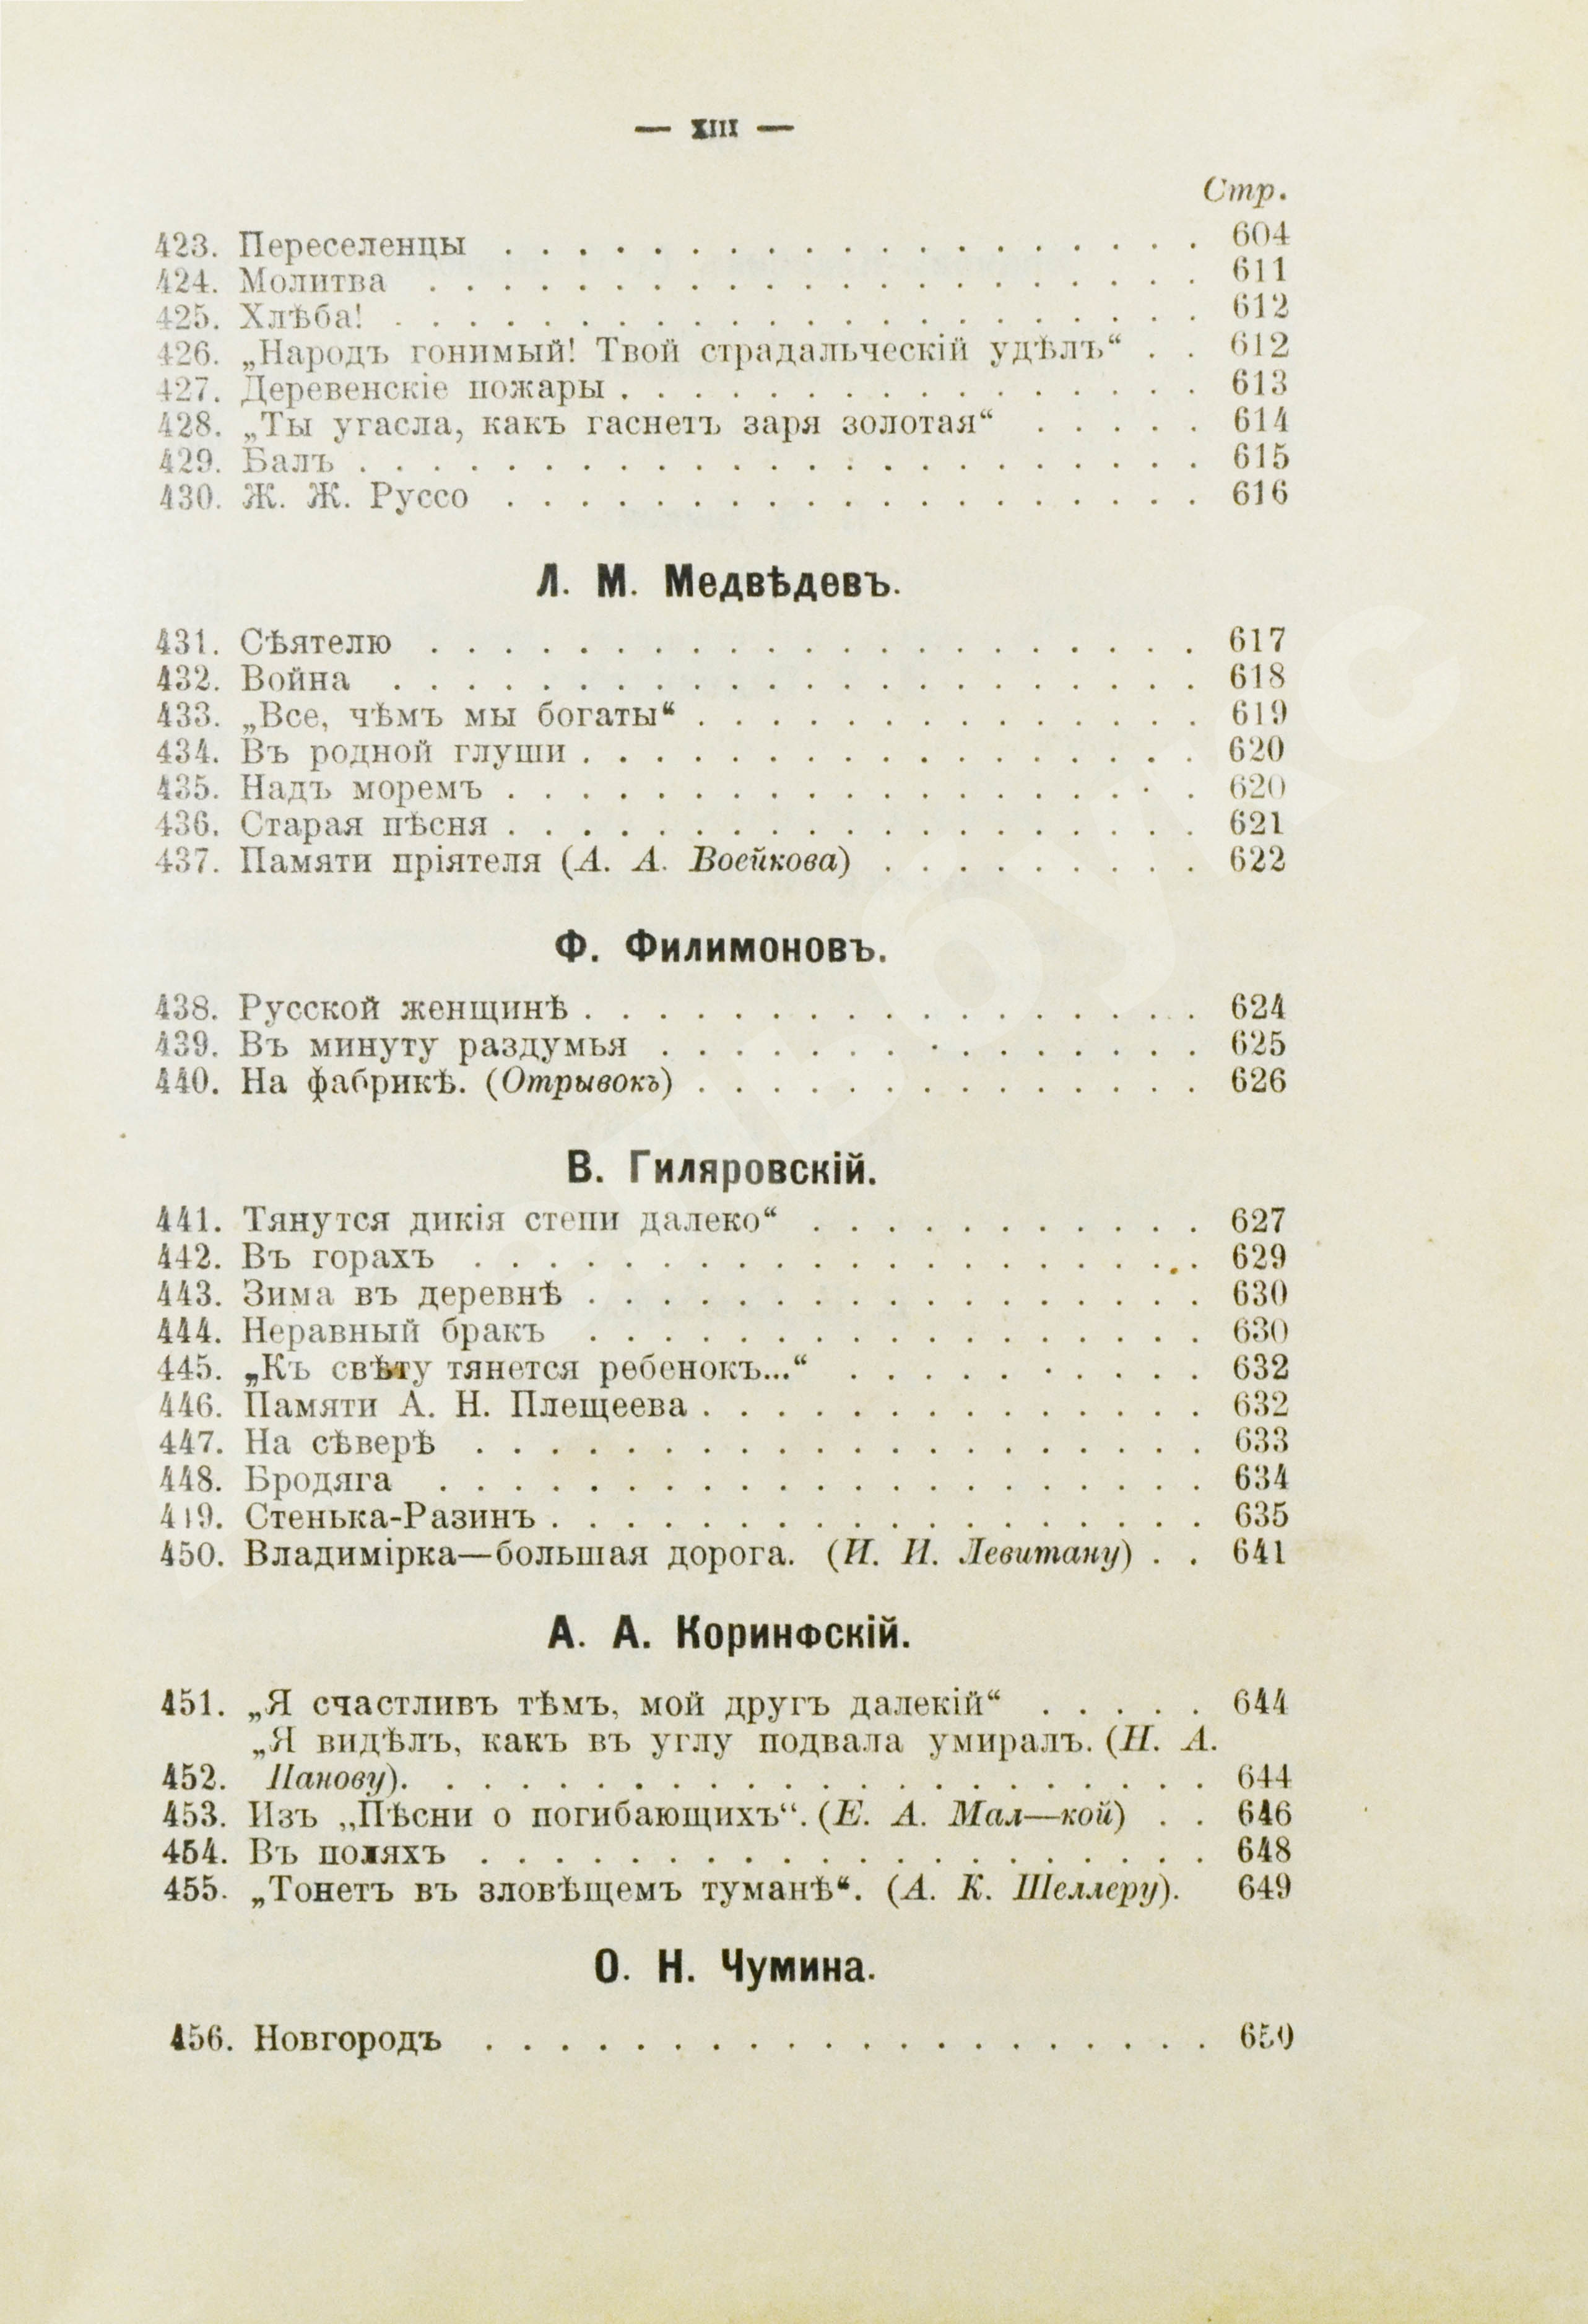 — XIII —
Стр.
423. Переселенцы . . . . . . . . . . . . . . . . . . . 604
424. Молитва . . . . . . . . . . . . . . . . . . . . . 611
425. Хлѣба! . . . . . . . . . . . . . . . . . . . . . . 612
426. „Народъ гонимый! Твой страдальческій удѣлъ“ . . 612
427. Деревенскіе пожары . . . . . . . . . . . . . . . . 613
428. „Ты угасла, какъ гаснетъ заря золотая“ . . . . . 614
429. Балъ . . . . . . . . . . . . . . . . . . . . . . . 615
430. Ж. Ж. Руссо . . . . . . . . . . . . . . . . . . . 616
Л. М. Медвѣдевъ.
431. Сѣятелю . . . . . . . . . . . . . . . . . . . . . 617
432. Война . . . . . . . . . . . . . . . . . . . . . . 618
433. „Все, чѣмъ мы богаты“ . . . . . . . . . . . . . . 619
434. Въ родной глуши . . . . . . . . . . . . . . . . . 620
435. Надъ моремъ . . . . . . . . . . . . . . . . . . . 620
436. Старая пѣсня . . . . . . . . . . . . . . . . . . . 621
437. Памяти пріятеля (А. А. Воейкова) . . . . . . . . . 622
Ф. Филимоновъ.
438. Русской женщинѣ . . . . . . . . . . . . . . . . . 624
439. Въ минуту раздумья . . . . . . . . . . . . . . . 625
440. На фабрикѣ. (Отрывокъ) . . . . . . . . . . . . . . 626
В. Гиляровскій.
441. Тянутся дикія степи далеко“ . . . . . . . . . . . 627
442. Въ горахъ . . . . . . . . . . . . . . . . . . . . 629
443. Зима въ деревнѣ . . . . . . . . . . . . . . . . . 630
444. Неравный бракъ . . . . . . . . . . . . . . . . . 630
445. „Къ свѣту тянется ребенокъ...“ . . . . . . . . . . 632
446. Памяти А. Н. Плещеева . . . . . . . . . . . . . . 632
447. На сѣверѣ . . . . . . . . . . . . . . . . . . . . 633
448. Бродяга . . . . . . . . . . . . . . . . . . . . . 634
449. Стенька-Разинъ . . . . . . . . . . . . . . . . . . 635
450. Владимірка—большая дорога. (И. И. Левитану) . . 641
А. А. Коринфскій.
451. „Я счастливъ тѣмъ, мой другъ далекій“ . . . . . 644
„Я видѣлъ, какъ въ углу подвала умиралъ. (Н. А.
452. Панову). . . . . . . . . . . . . . . . . . . . . . 644
453. Изъ „Пѣсни о погибающихъ“. (Е. А. Мал—кой) . . 646
454. Въ поляхъ . . . . . . . . . . . . . . . . . . . . 648
455. „Тонетъ въ зловѣщемъ туманѣ“. (А. К. Шеллеру). 649
О. Н. Чумина.
456. Новгородъ . . . . . . . . . . . . . . . . . . . . 650